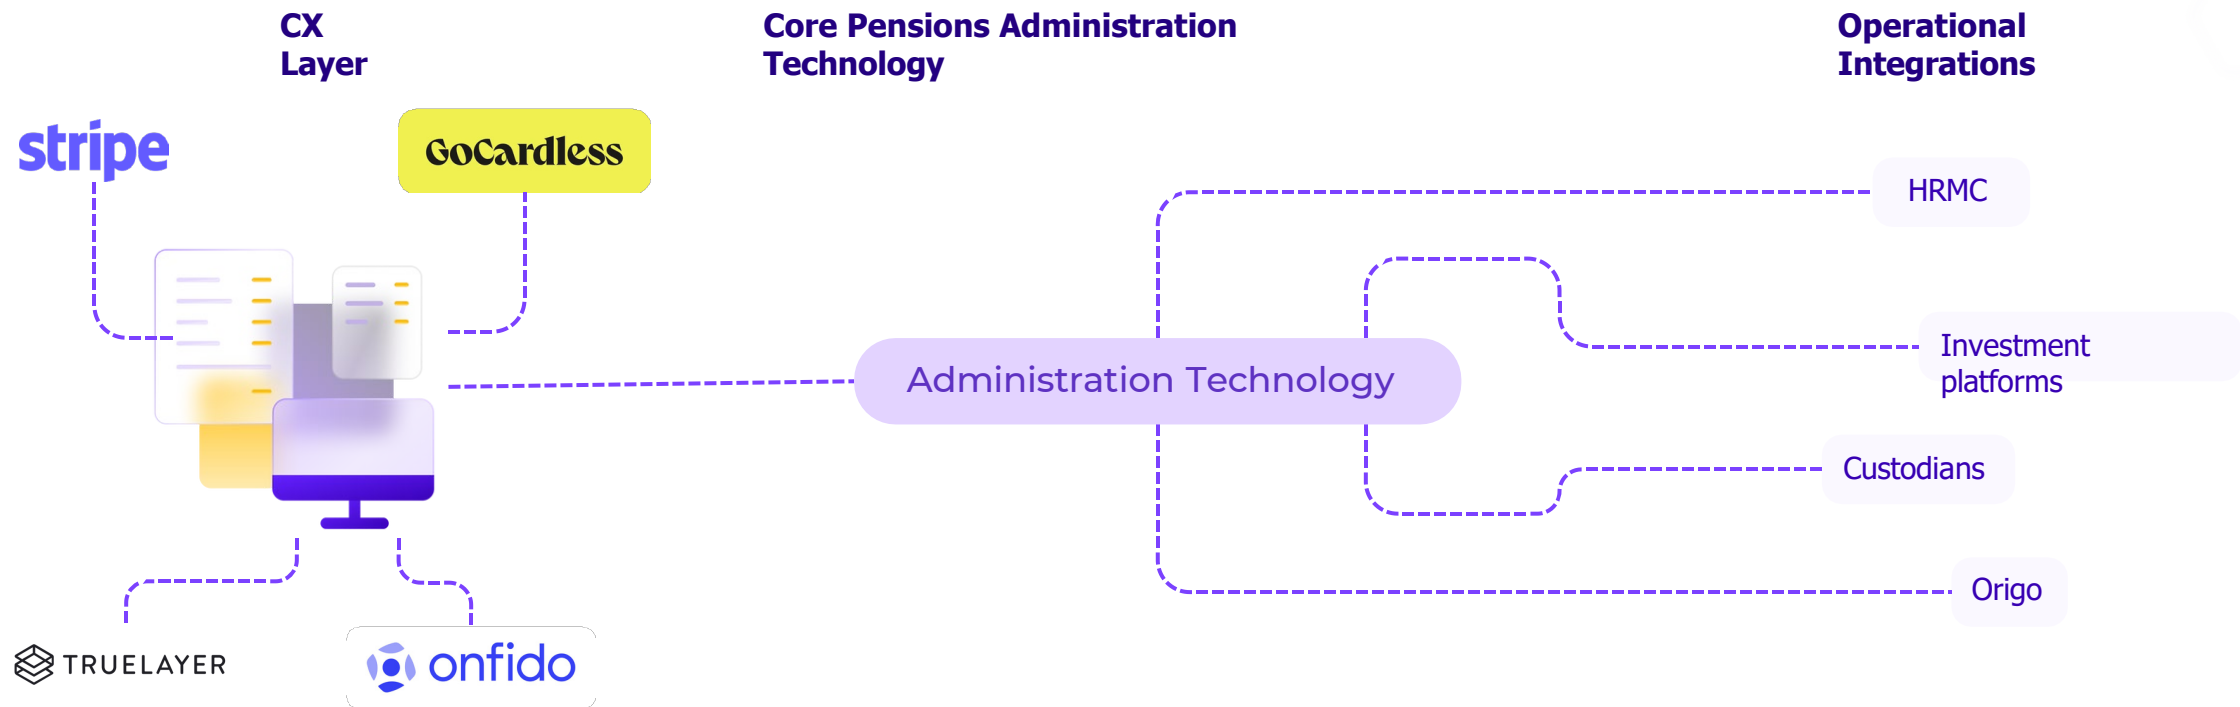 CX
Layer
Core Pensions Administration
Technology
Operational
Integrations
stripe
GoCardless
HRMC
Investment
platforms
Administration Technology
Custodians
Origo
TRUELAYER
onfido